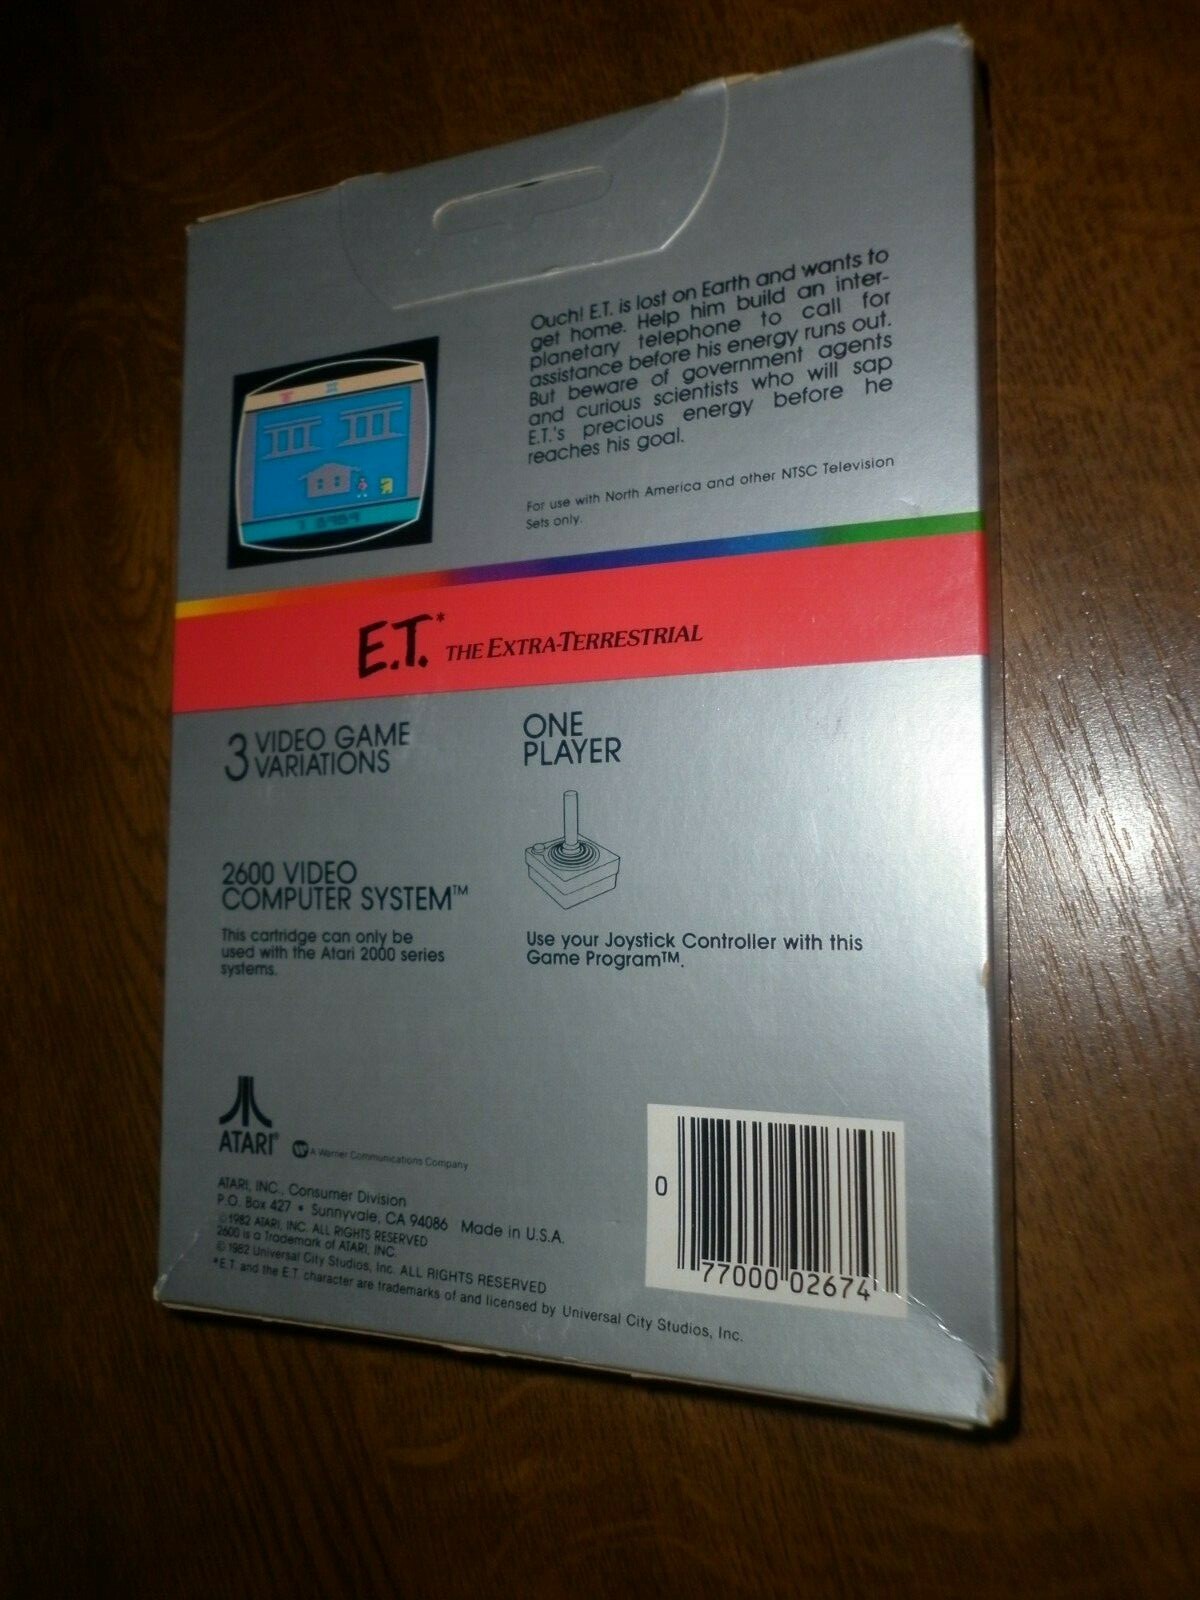 Ouch! E.T. is lost on Earth and wants to
get home. Help him build an inter-
planetary telephone to call for
assistance before his energy runs out.
But beware of government agents
and curious scientists who will sap
E.T.'s precious energy before he
reaches his goal.
For use with North America and other NTSC Television
Sets only.
E.T.* THE EXTRA-TERRESTRIAL
3 VIDEO GAME
VARIATIONS
ONE
PLAYER
2600 VIDEO
COMPUTER SYSTEM™
This cartridge can only be
used with the Atari 2000 series
systems.
Use your Joystick Controller with this
Game Program™.
ATARI® A Warner Communications Company
ATARI, INC., Consumer Division
P.O. Box 427 • Sunnyvale, CA 94086 Made in U.S.A.
©1982 ATARI, INC. ALL RIGHTS RESERVED
2600 is a Trademark of ATARI, INC.
© 1982 Universal City Studios, Inc. ALL RIGHTS RESERVED
*E.T. and the E.T. character are trademarks of and licensed by Universal City Studios, Inc.
0 77000 02674